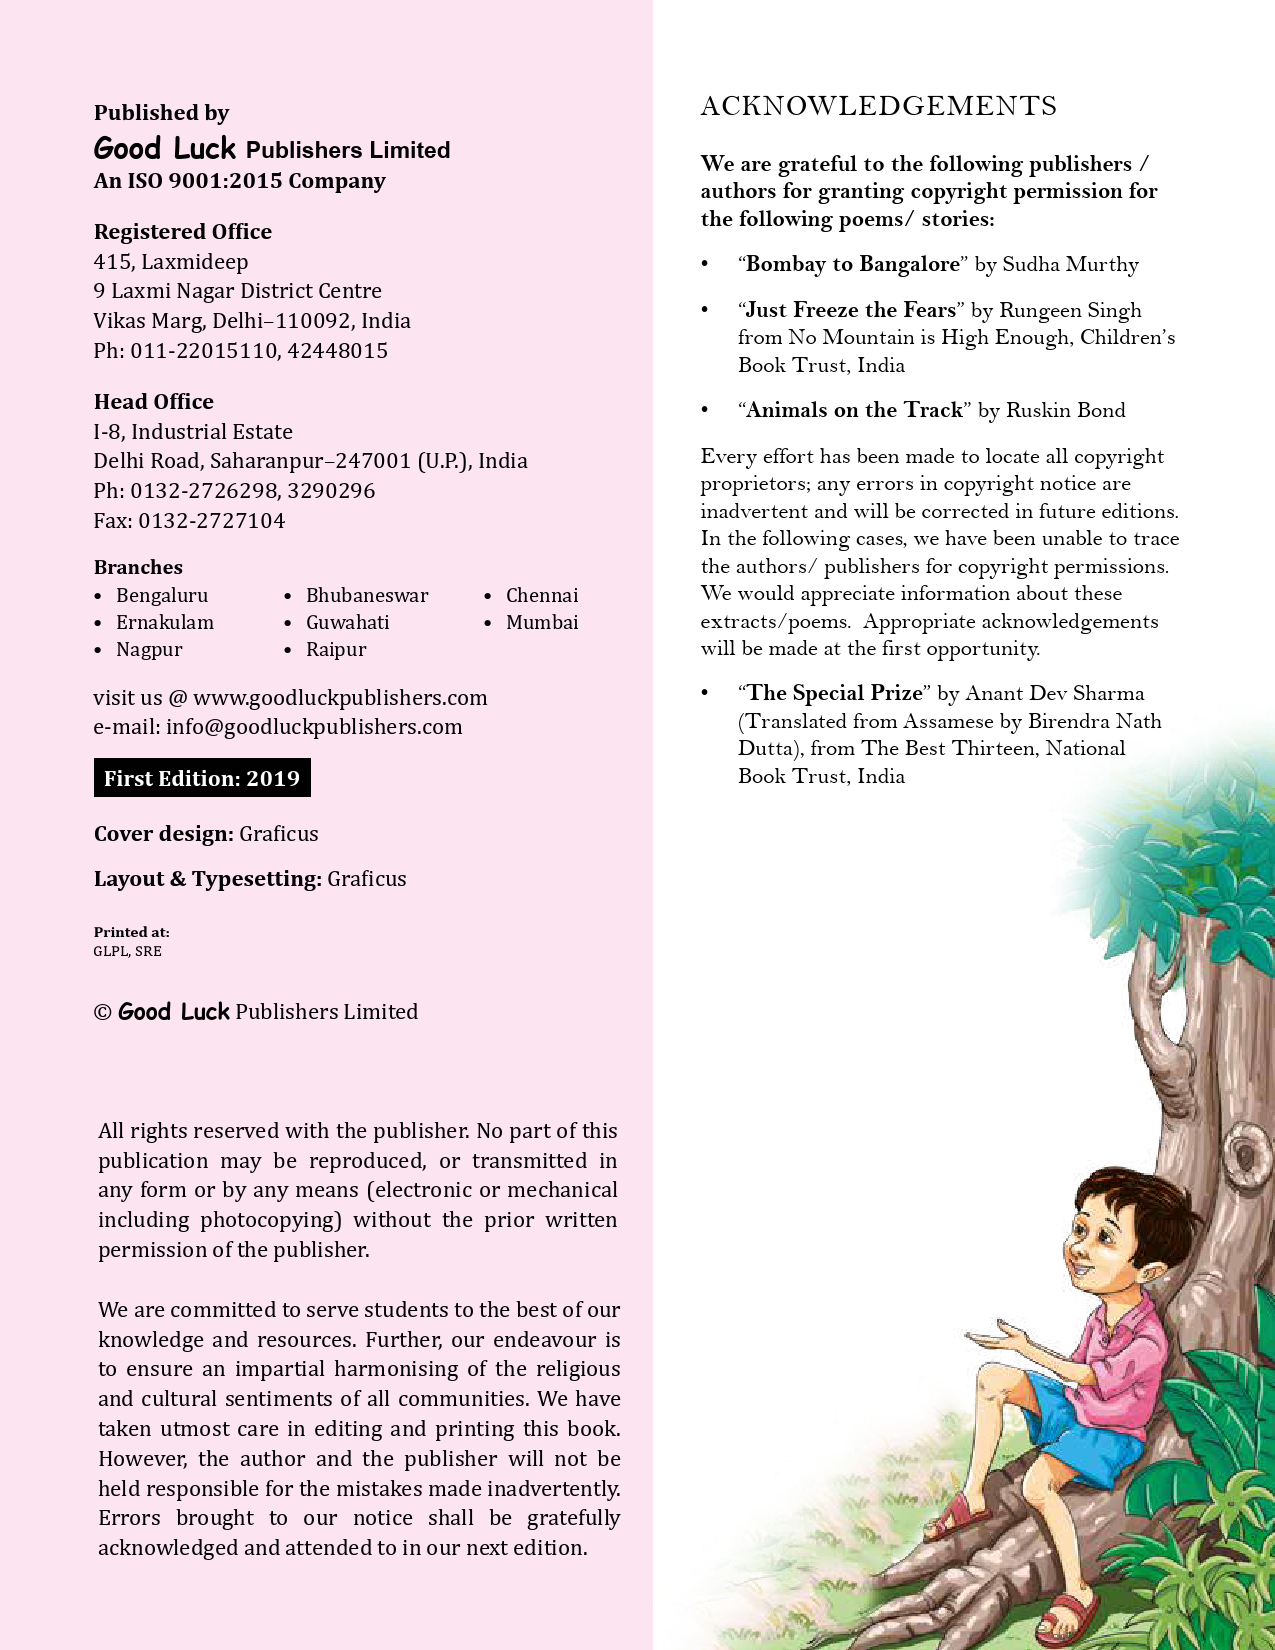 Published by
Good Luck Publishers Limited
An ISO 9001:2015 Company
Registered Office
415, Laxmideep
9 Laxmi Nagar District Centre
Vikas Marg, Delhi–110092, India
Ph: 011-22015110, 42448015
Head Office
I-8, Industrial Estate
Delhi Road, Saharanpur–247001 (U.P.), India
Ph: 0132-2726298, 3290296
Fax: 0132-2727104
Branches
• Bengaluru • Bhubaneswar • Chennai
• Ernakulam • Guwahati • Mumbai
• Nagpur • Raipur
visit us @ www.goodluckpublishers.com
e-mail: info@goodluckpublishers.com
First Edition: 2019
Cover design: Graficus
Layout & Typesetting: Graficus
Printed at:
GLPL, SRE
© Good Luck Publishers Limited
All rights reserved with the publisher. No part of this
publication may be reproduced, or transmitted in
any form or by any means (electronic or mechanical
including photocopying) without the prior written
permission of the publisher.
We are committed to serve students to the best of our
knowledge and resources. Further, our endeavour is
to ensure an impartial harmonising of the religious
and cultural sentiments of all communities. We have
taken utmost care in editing and printing this book.
However, the author and the publisher will not be
held responsible for the mistakes made inadvertently.
Errors brought to our notice shall be gratefully
acknowledged and attended to in our next edition.
ACKNOWLEDGEMENTS
We are grateful to the following publishers /
authors for granting copyright permission for
the following poems/ stories:
• “Bombay to Bangalore” by Sudha Murthy
• “Just Freeze the Fears” by Rungeen Singh
from No Mountain is High Enough, Children’s
Book Trust, India
• “Animals on the Track” by Ruskin Bond
Every effort has been made to locate all copyright
proprietors; any errors in copyright notice are
inadvertent and will be corrected in future editions.
In the following cases, we have been unable to trace
the authors/ publishers for copyright permissions.
We would appreciate information about these
extracts/poems.  Appropriate acknowledgements
will be made at the first opportunity.
• “The Special Prize” by Anant Dev Sharma
(Translated from Assamese by Birendra Nath
Dutta), from The Best Thirteen, National
Book Trust, India